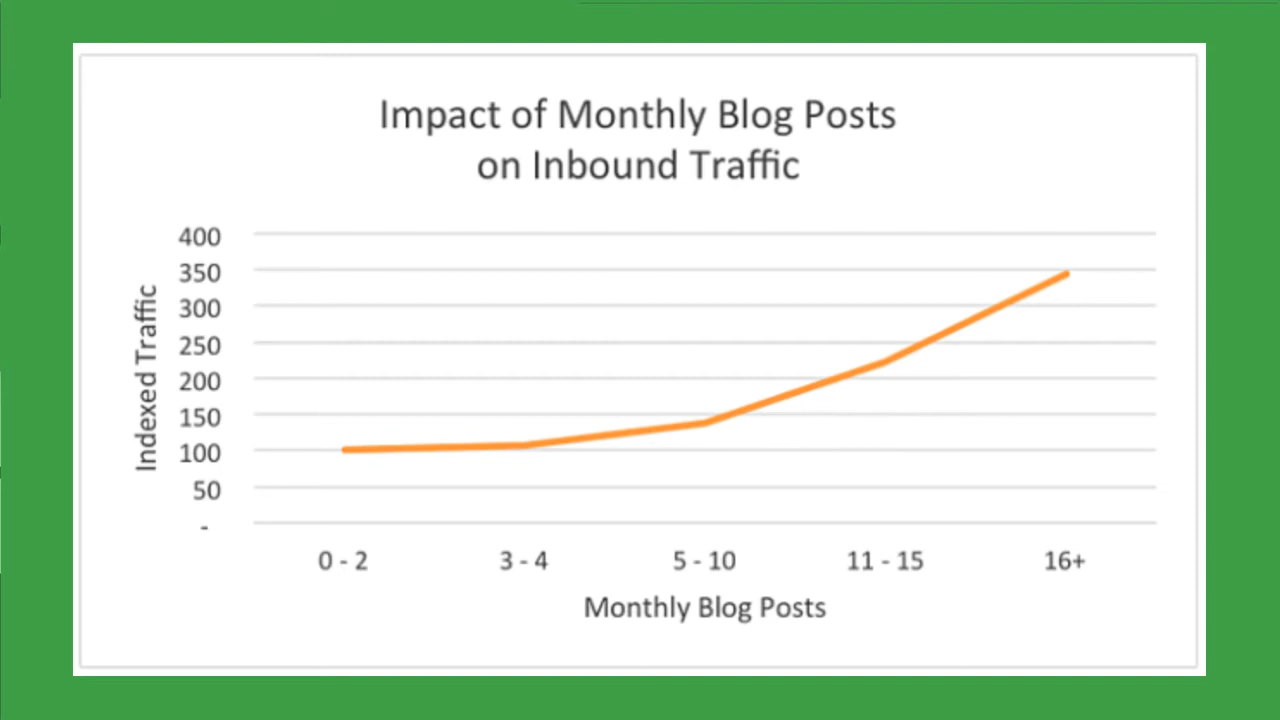 Impact of Monthly Blog Posts
on Inbound Traffic
Indexed Traffic
400
350
300
250
200
150
100
50
-
0 - 2
3 - 4
5 - 10
11 - 15
16+
Monthly Blog Posts